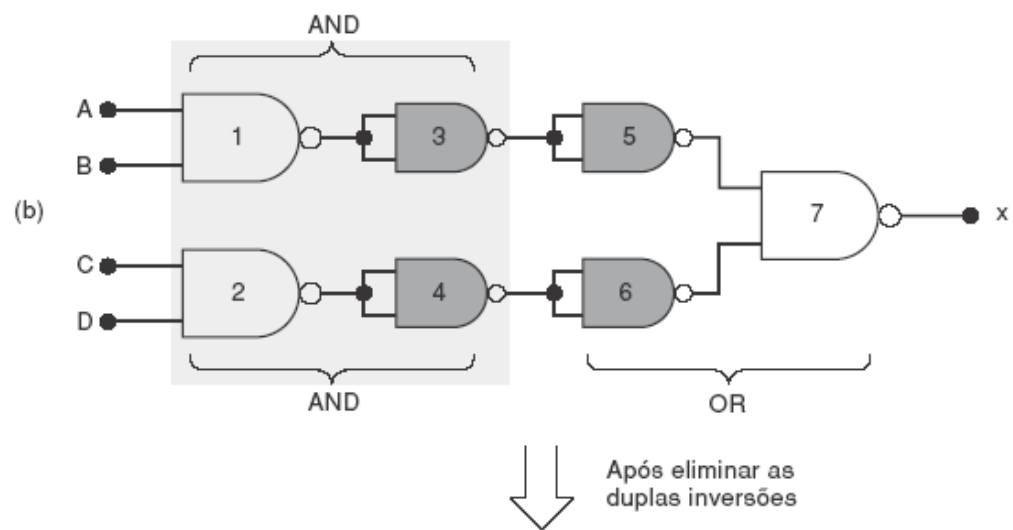 AND
A
B
1
3
5
7
x
(b)
C
D
2
4
6
AND
OR
Após eliminar as
duplas inversões